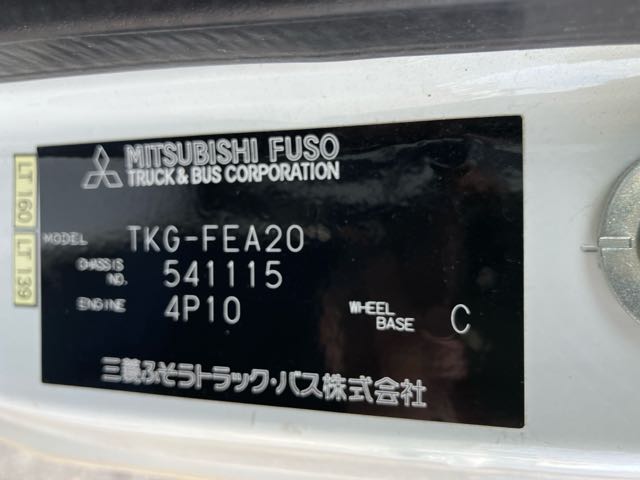 MITSUBISHI FUSO
TRUCK & BUS CORPORATION
LT 160
LT 139
MODEL TKG-FEA20
CHASSIS NO. 541115
ENGINE 4P10
WHEEL BASE C
三菱ふそうトラック・バス株式会社